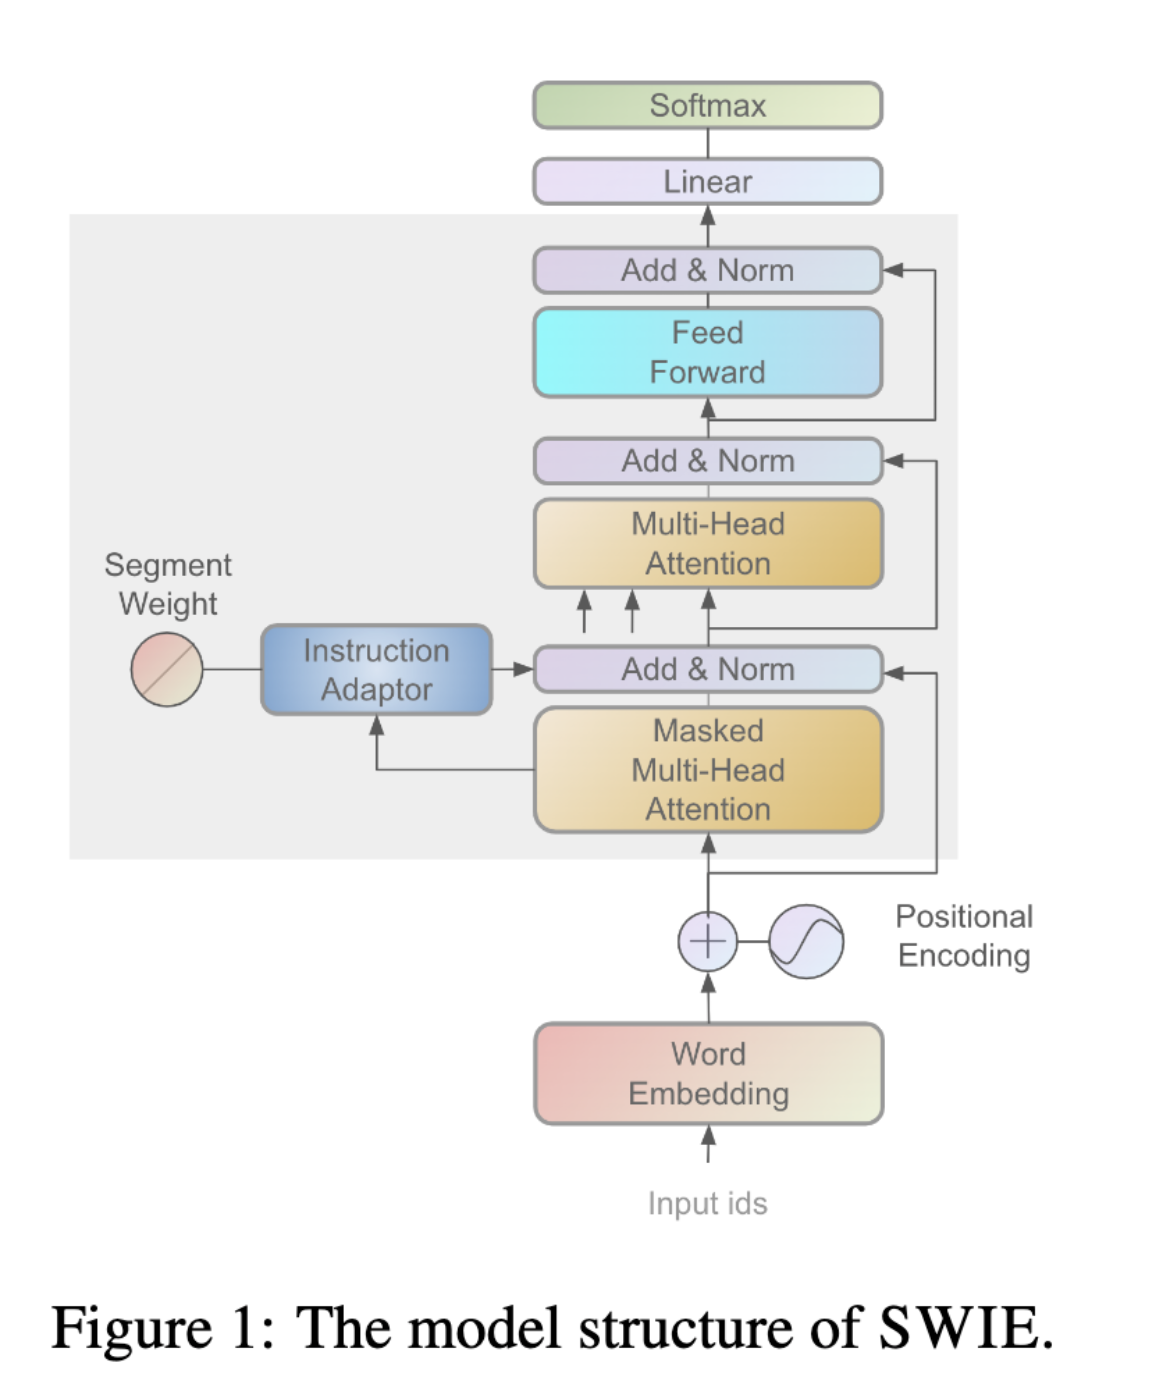 Softmax
Linear
Add & Norm
Feed
Forward
Add & Norm
Multi-Head
Attention
Segment
Weight
Instruction
Adaptor
Add & Norm
Masked
Multi-Head
Attention
Positional
Encoding
Word
Embedding
Input ids
Figure 1: The model structure of SWIE.